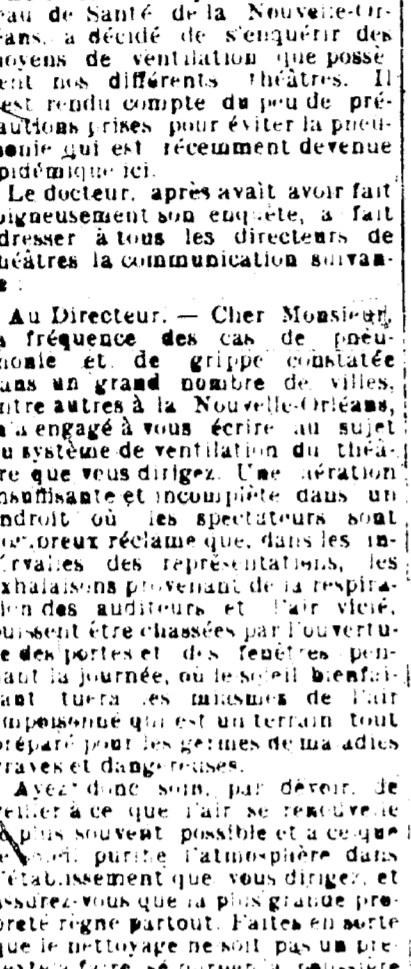 eau de Santé de la Nouvelle-Or-
éans, a décidé de s'enquérir des
moyens de ventilation que possè
ent nos différents théâtres. Il
est rendu compte du peu de pré-
autions prises pour éviter la pneu-
monie qui est récemment devenue
épidémique ici.
Le docteur, après avait avoir fait
oigneusement son enquête, a fait
dresser à tous les directeurs de
théâtres la communication suivan-
e :
Au Directeur. — Cher Monsieur,
a fréquence des cas de pneu-
monie et de grippe constatée
ans un grand nombre de villes,
ntre autres à la Nouvelle-Orléans,
m'a engagé à vous écrire au sujet
u système de ventilation du théâ-
re que vous dirigez. Une aération
nsuffisante et incomplète dans un
endroit où les spectateurs sont
nombreux réclame que, dans les in-
ervalles des représentations, les
xhalaisons provenant de la respira-
ion des auditeurs et l'air vicié,
uissent être chassées par l'ouvertu-
e des portes et des fenêtres pen-
ant la journée, où le soleil bienfai-
ant tuera les miasmes de l'air
mpoisonné qui est un terrain tout
préparé pour les germes de maladies
raves et dangereuses.
Ayez donc soin, par devoir, de
veiller à ce que l'air se renouvelle
e plus souvent possible et à ce que
e soleil purifie l'atmosphère dans
l'établissement que vous dirigez, et
assurez-vous que la plus grande pro-
preté règne partout. Faites en sorte
que le nettoyage ne soit pas un pré-